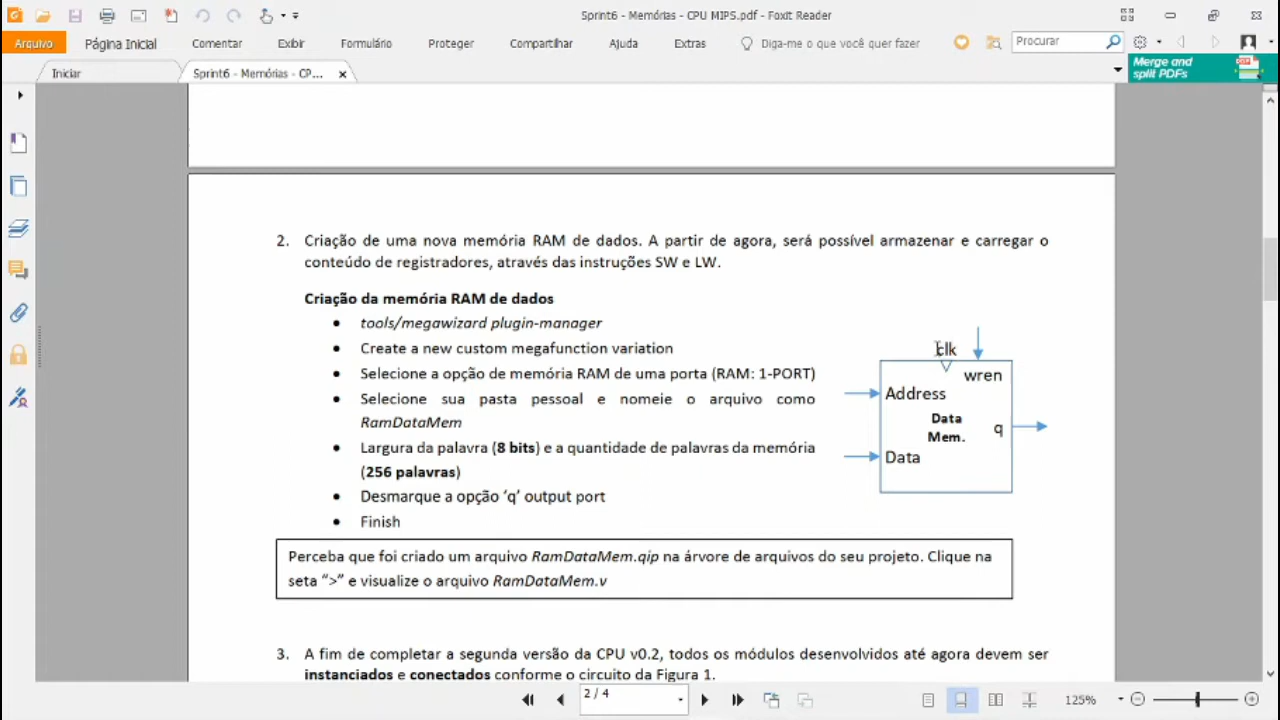 Sprint6 - Memórias - CPU MIPS.pdf - Foxit Reader
Arquivo Página Inicial Comentar Exibir Formulário Proteger Compartilhar Ajuda Extras Diga-me o que você quer fazer Procurar
Iniciar Sprint6 - Memórias - CP... Merge and
split PDFs
2. Criação de uma nova memória RAM de dados. A partir de agora, será possível armazenar e carregar o
conteúdo de registradores, através das instruções SW e LW.
Criação da memória RAM de dados
• tools/megawizard plugin-manager
• Create a new custom megafunction variation
• Selecione a opção de memória RAM de uma porta (RAM: 1-PORT)
• Selecione sua pasta pessoal e nomeie o arquivo como
RamDataMem
• Largura da palavra (8 bits) e a quantidade de palavras da memória
(256 palavras)
• Desmarque a opção ‘q’ output port
• Finish
clk
wren
Address
Data
Mem.
q
Data
Perceba que foi criado um arquivo RamDataMem.qip na árvore de arquivos do seu projeto. Clique na
seta “>” e visualize o arquivo RamDataMem.v
3. A fim de completar a segunda versão da CPU v0.2, todos os módulos desenvolvidos até agora devem ser
instanciados e conectados conforme o circuito da Figura 1.
2 / 4 125%